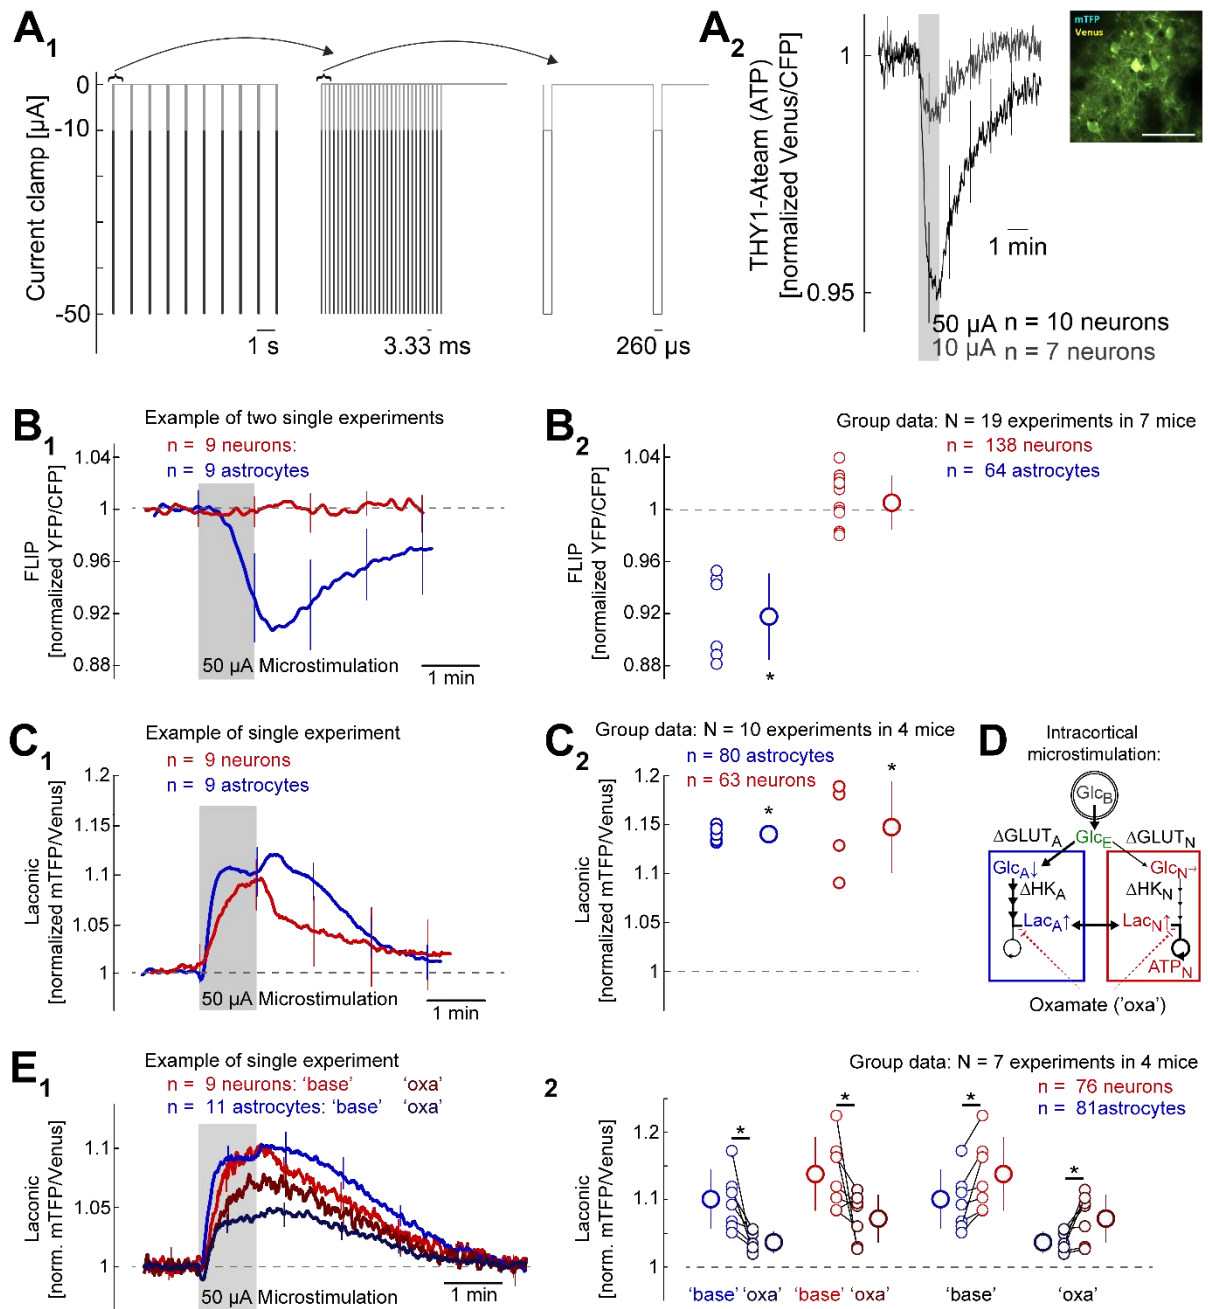 A1
Current clamp [µA]
0
-10
-50
1 s
3.33 ms
260 µs
A2
THY1-Ateam (ATP)
[normalized Venus/CFP]
1
0.95
mTFP
Venus
1 min
50 µA n = 10 neurons
10 µA n = 7 neurons
B1
Example of two single experiments
n = 9 neurons:
n = 9 astrocytes
FLIP
[normalized YFP/CFP]
1.04
1
0.96
0.92
0.88
50 µA Microstimulation
1 min
B2
Group data: N = 19 experiments in 7 mice
n = 138 neurons
n = 64 astrocytes
FLIP
[normalized YFP/CFP]
1.04
1
0.96
0.92
0.88
*
C1
Example of single experiment
n = 9 neurons
n = 9 astrocytes
Laconic
[normalized mTFP/Venus]
1.2
1.15
1.1
1.05
1
50 µA Microstimulation
1 min
C2
Group data: N = 10 experiments in 4 mice
n = 80 astrocytes
n = 63 neurons
Laconic
[normalized mTFP/Venus]
1.2
1.15
1.1
1.05
1
*
*
D
Intracortical
microstimulation:
GlcB
ΔGLUTA GlcE ΔGLUTN
GlcA↓ GlcN→
ΔHKA ΔHKN
LacA↑ LacN↑
ATPN
Oxamate ('oxa')
E1
Example of single experiment
n = 9 neurons: 'base' 'oxa'
n = 11 astrocytes: 'base' 'oxa'
Laconic
[norm. mTFP/Venus]
1.1
1.05
1
50 µA Microstimulation
1 min
2
Group data: N = 7 experiments in 4 mice
n = 76 neurons
n = 81astrocytes
Laconic
[norm. mTFP/Venus]
1.2
1.1
1
*
*
*
*
'base' 'oxa' 'base' 'oxa' 'base' 'oxa'